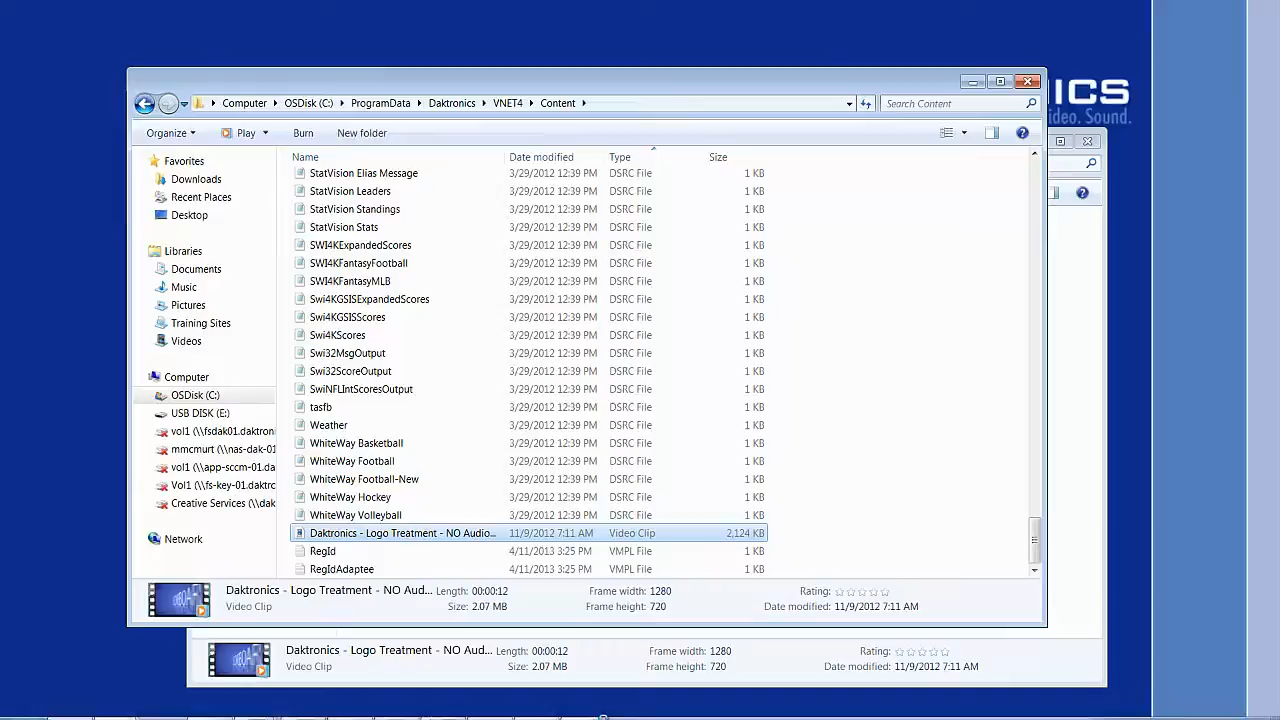 ICS
ideo. Sound.
Computer OSDisk (C:) ProgramData Daktronics VNET4 Content
Search Content
Organize Play Burn New folder
Name Date modified Type Size
Favorites
Downloads
Recent Places
Desktop
Libraries
Documents
Music
Pictures
Training Sites
Videos
Computer
OSDisk (C:)
USB DISK (E:)
vol1 (\\fsdak01.daktron
mmcmurt (\\nas-dak-01
vol1 (\\app-sccm-01.da
Vol1 (\\fs-key-01.daktro
Creative Services (\\dak
Network
StatVision Elias Message 3/29/2012 12:39 PM DSRC File 1 KB
StatVision Leaders 3/29/2012 12:39 PM DSRC File 1 KB
StatVision Standings 3/29/2012 12:39 PM DSRC File 1 KB
StatVision Stats 3/29/2012 12:39 PM DSRC File 1 KB
SWI4KExpandedScores 3/29/2012 12:39 PM DSRC File 1 KB
SWI4KFantasyFootball 3/29/2012 12:39 PM DSRC File 1 KB
SWI4KFantasyMLB 3/29/2012 12:39 PM DSRC File 1 KB
Swi4KGSISExpandedScores 3/29/2012 12:39 PM DSRC File 1 KB
Swi4KGSISScores 3/29/2012 12:39 PM DSRC File 1 KB
Swi4KScores 3/29/2012 12:39 PM DSRC File 1 KB
Swi32MsgOutput 3/29/2012 12:39 PM DSRC File 1 KB
Swi32ScoreOutput 3/29/2012 12:39 PM DSRC File 1 KB
SwiNFLIntScoresOutput 3/29/2012 12:39 PM DSRC File 1 KB
tasfb 3/29/2012 12:39 PM DSRC File 1 KB
Weather 3/29/2012 12:39 PM DSRC File 1 KB
WhiteWay Basketball 3/29/2012 12:39 PM DSRC File 1 KB
WhiteWay Football 3/29/2012 12:39 PM DSRC File 1 KB
WhiteWay Football-New 3/29/2012 12:39 PM DSRC File 1 KB
WhiteWay Hockey 3/29/2012 12:39 PM DSRC File 1 KB
WhiteWay Volleyball 3/29/2012 12:39 PM DSRC File 1 KB
Daktronics - Logo Treatment - NO Audio... 11/9/2012 7:11 AM Video Clip 2,124 KB
RegId 4/11/2013 3:25 PM VMPL File 1 KB
RegIdAdaptee 4/11/2013 3:25 PM VMPL File 1 KB
Daktronics - Logo Treatment - NO Aud... Length: 00:00:12 Frame width: 1280 Rating:
Video Clip Size: 2.07 MB Frame height: 720 Date modified: 11/9/2012 7:11 AM
Daktronics - Logo Treatment - NO Aud... Length: 00:00:12 Frame width: 1280 Rating:
Video Clip Size: 2.07 MB Frame height: 720 Date modified: 11/9/2012 7:11 AM